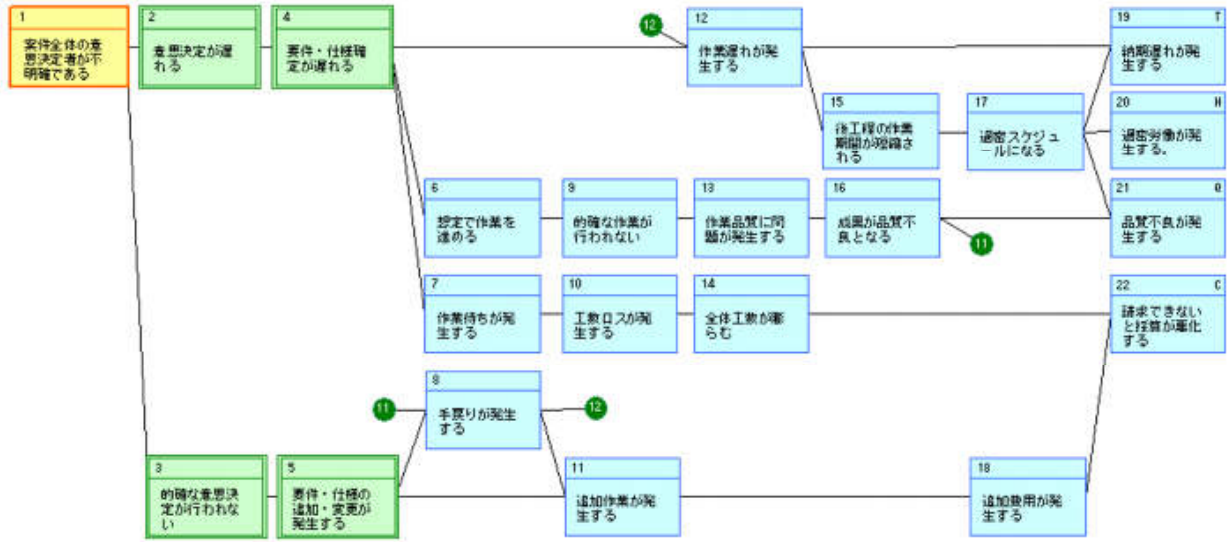 1
案件全体の意
思決定者が不
明確である
2
意思決定が遅
れる
4
要件・仕様確
定が遅れる
12
12
作業遅れが発
生する
19 T
納期遅れが発
生する
15
後工程の作業
期間が短縮さ
れる
17
過密スケジュ
ールになる
20 H
過密労働が発
生する。
6
想定で作業を
進める
9
的確な作業が
行われない
13
作業品質に問
題が発生する
16
成果が品質不
良となる
11
21 Q
品質不良が発
生する
7
作業待ちが発
生する
10
工数ロスが発
生する
14
全体工数が膨
らむ
22 C
請求できない
と採算が悪化
する
11
8
手戻りが発生
する
12
3
的確な意思決
定が行われな
い
5
要件・仕様の
追加・変更が
発生する
11
追加作業が発
生する
18
追加費用が発
生する